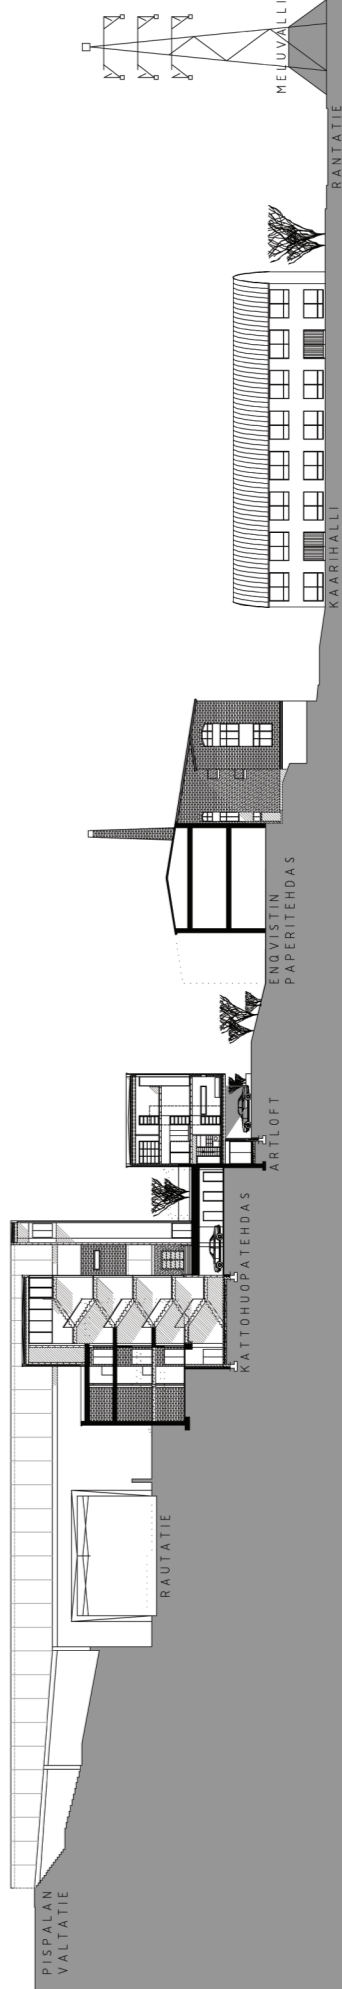 PISPALAN
VALTATIE
RAUTATIE
KATTOHUOPATEHDAS
ARTLOFT
ENQVISTIN
PAPERITEHDAS
KAARIHALLI
RANTATIE
MELUVALLI